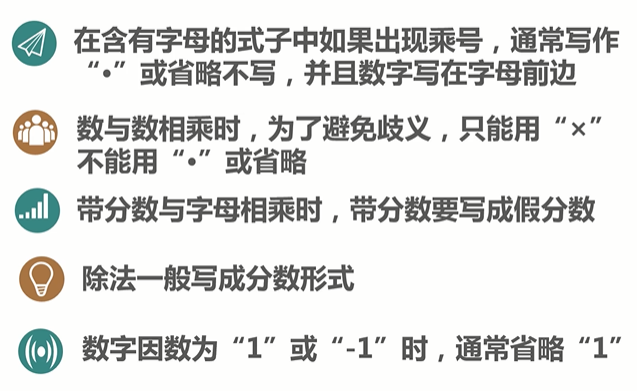 在含有字母的式子中如果出现乘号，通常写作
“•”或省略不写，并且数字写在字母前边
数与数相乘时，为了避免歧义，只能用“×”
不能用“•”或省略
带分数与字母相乘时，带分数要写成假分数
除法一般写成分数形式
数字因数为“1”或“-1”时，通常省略“1”